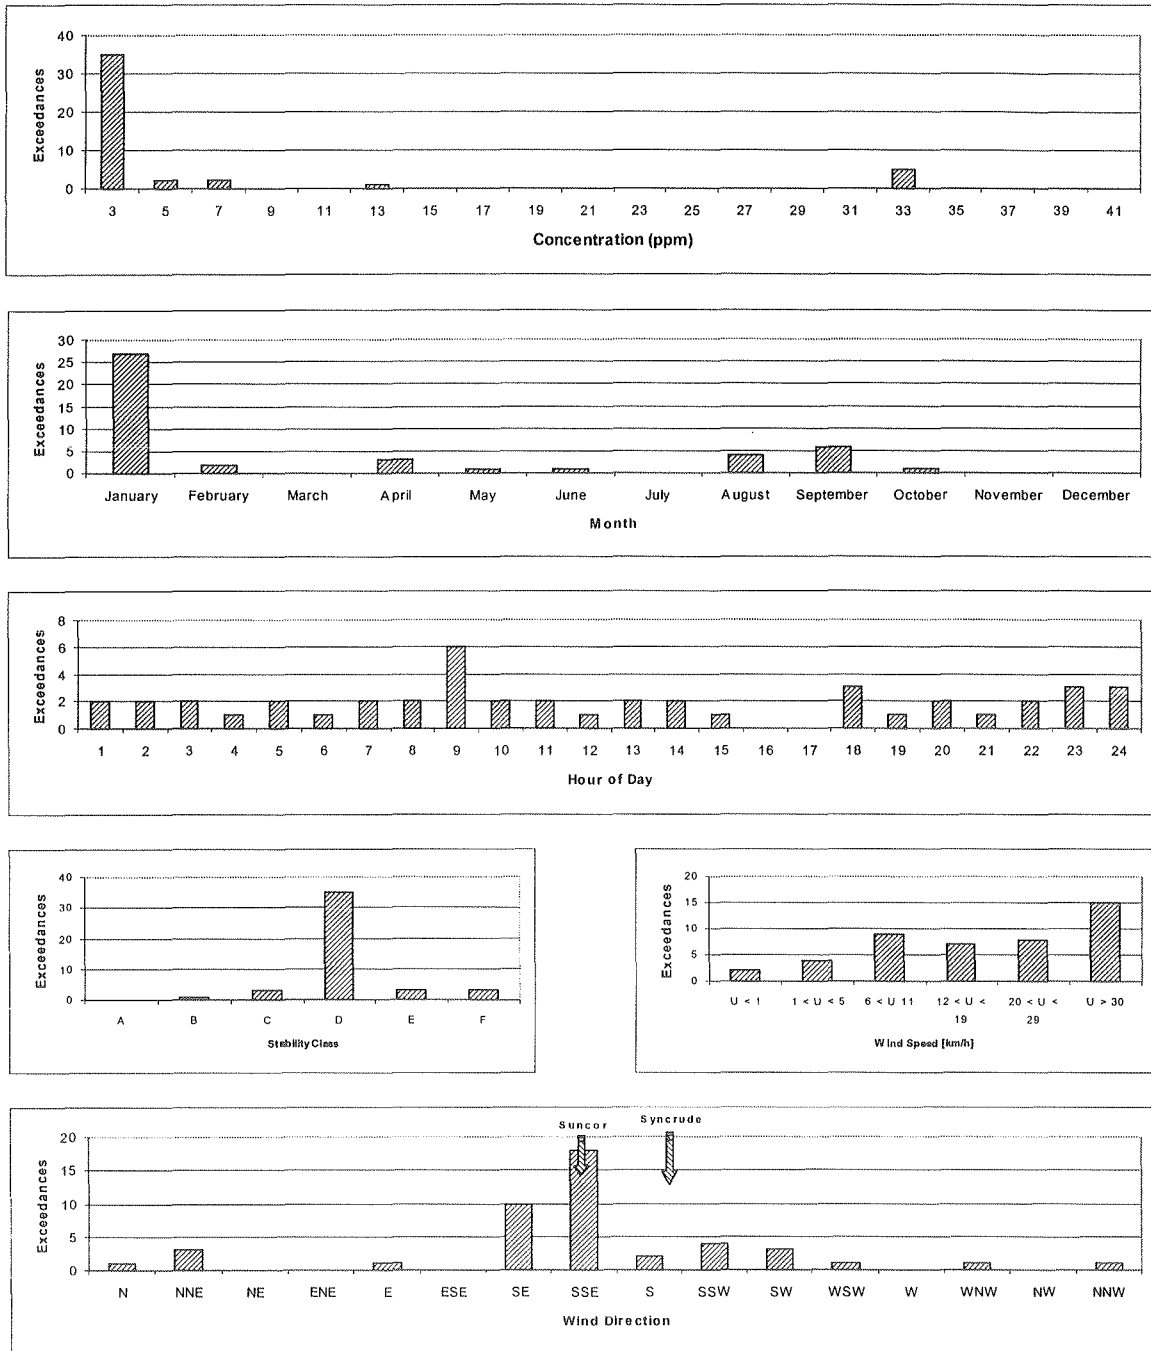 Exceedances
40
30
20
10
0
3 5 7 9 11 13 15 17 19 21 23 25 27 29 31 33 35 37 39 41
Concentration (ppm)
Exceedances
30
25
20
15
10
5
0
January February March April May June July August September October November December
Month
Exceedances
8
6
4
2
0
1 2 3 4 5 6 7 8 9 10 11 12 13 14 15 16 17 18 19 20 21 22 23 24
Hour of Day
Exceedances
40
30
20
10
0
A B C D E F
Stability Class
Exceedances
20
15
10
5
0
U < 1 1 < U < 5 6 < U 11 12 < U < 20 < U < U > 30
19 29
Wind Speed [km/h]
Suncor Syncrude
Exceedances
20
15
10
5
0
N NNE NE ENE E ESE SE SSE S SSW SW WSW W WNW NW NNW
Wind Direction